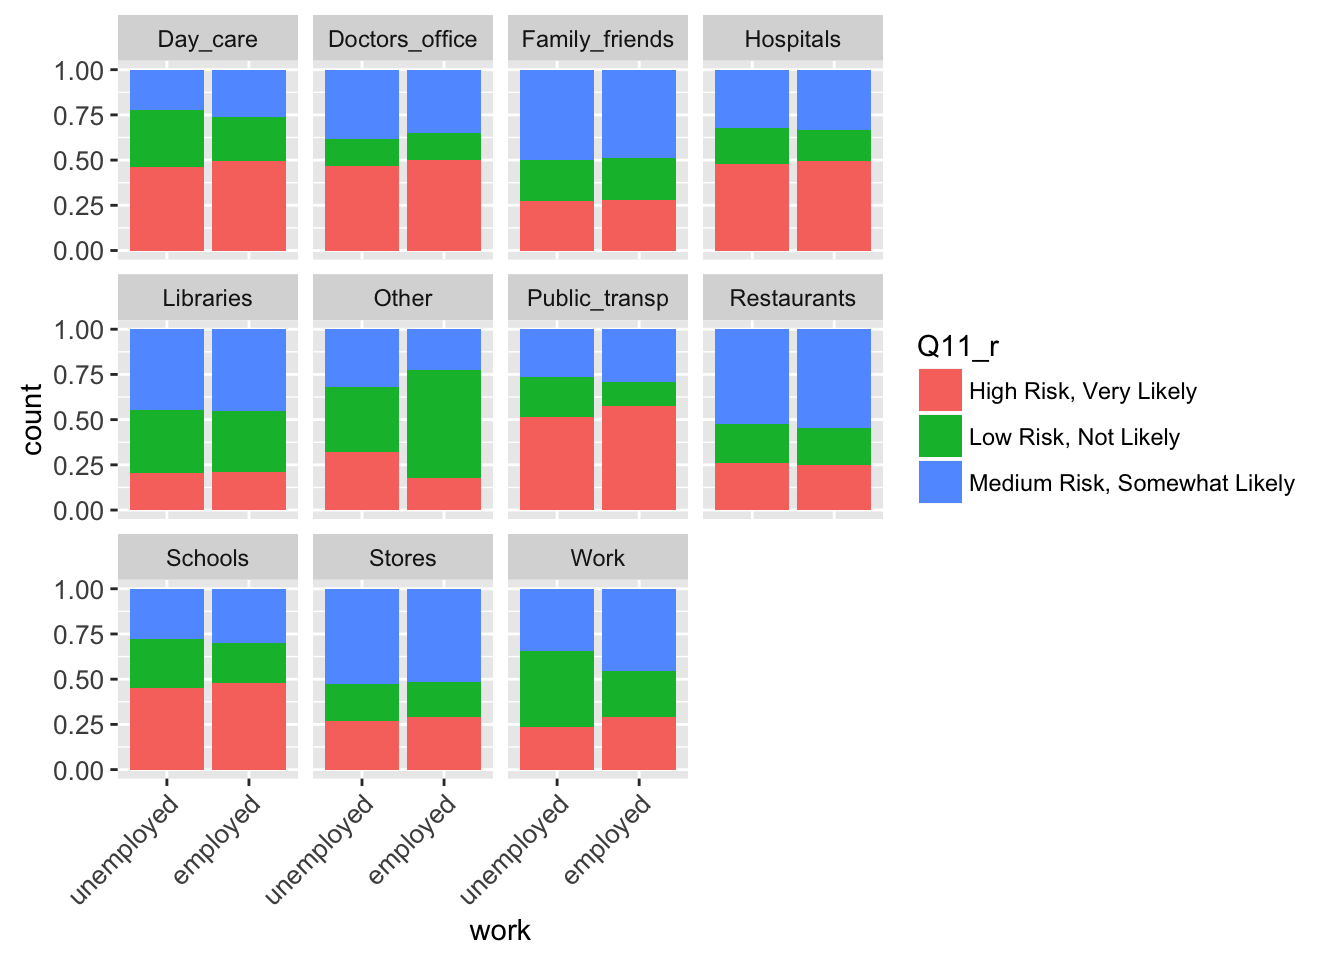 Day_care Doctors_office Family_friends Hospitals
1.00
0.75
0.50
0.25
0.00
Libraries Other Public_transp Restaurants
1.00
0.75
0.50
0.25
0.00
Schools Stores Work
1.00
0.75
0.50
0.25
0.00
unemployed employed unemployed employed unemployed employed
work
count
Q11_r
High Risk, Very Likely
Low Risk, Not Likely
Medium Risk, Somewhat Likely